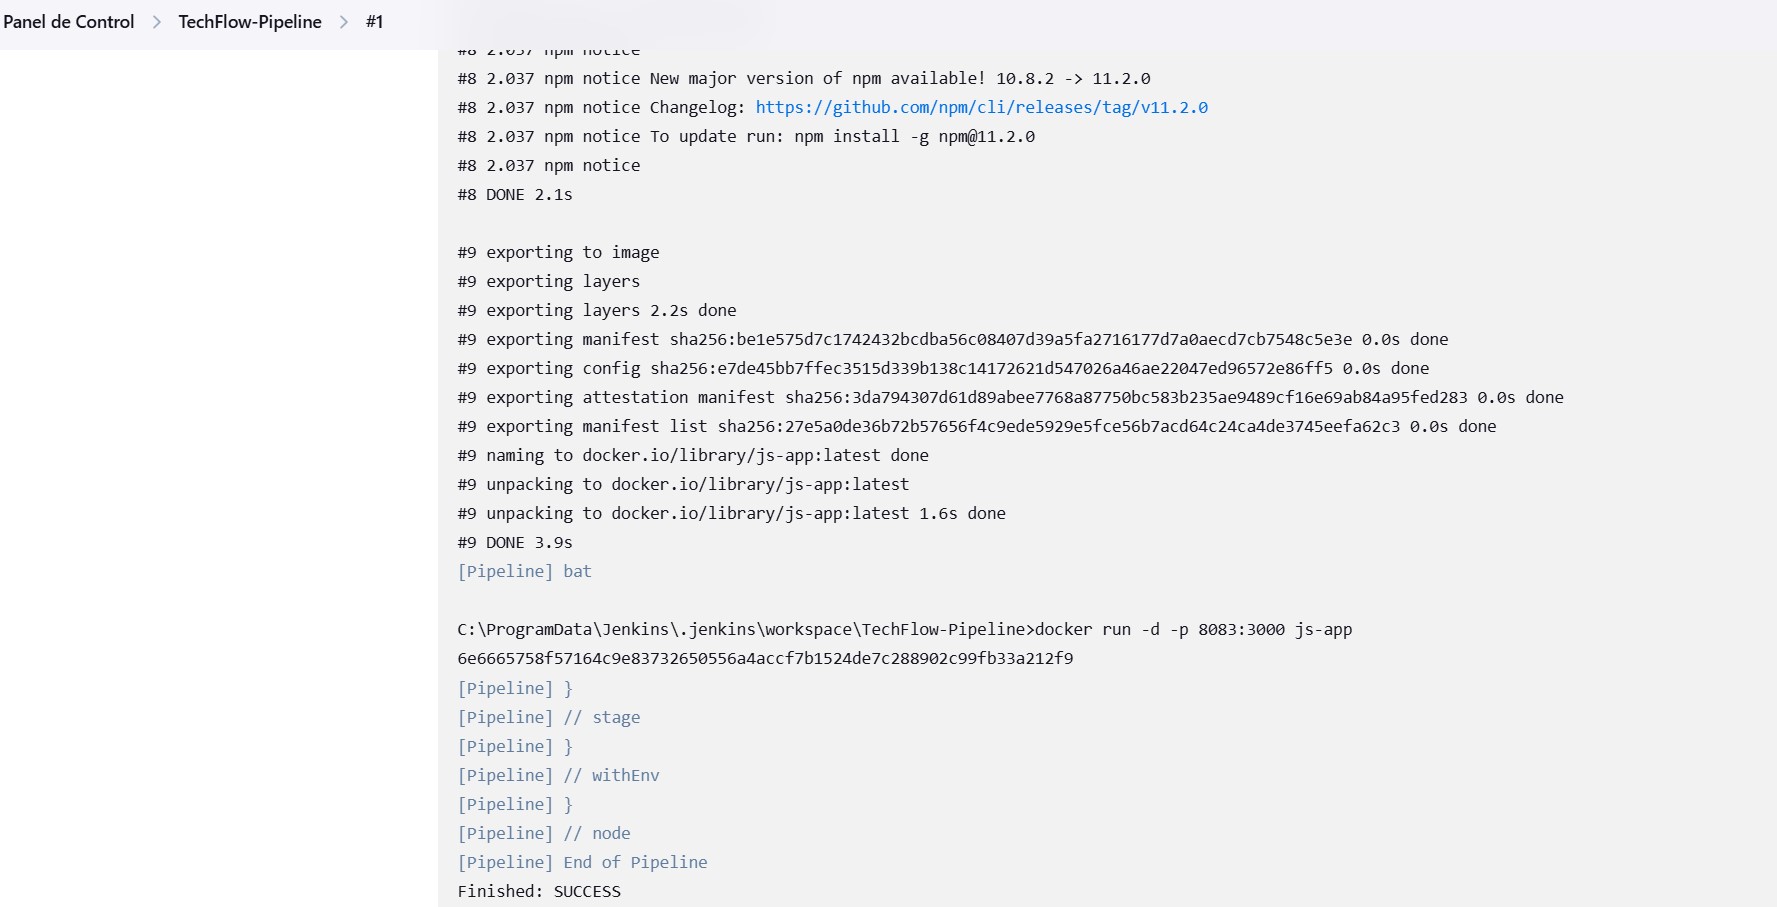 Panel de Control > TechFlow-Pipeline > #1
#8 2.037 npm notice
#8 2.037 npm notice New major version of npm available! 10.8.2 -> 11.2.0
#8 2.037 npm notice Changelog: https://github.com/npm/cli/releases/tag/v11.2.0
#8 2.037 npm notice To update run: npm install -g npm@11.2.0
#8 2.037 npm notice
#8 DONE 2.1s
#9 exporting to image
#9 exporting layers
#9 exporting layers 2.2s done
#9 exporting manifest sha256:be1e575d7c1742432bcdba56c08407d39a5fa2716177d7a0aecd7cb7548c5e3e 0.0s done
#9 exporting config sha256:e7de45bb7ffec3515d339b138c14172621d547026a46ae22047ed96572e86ff5 0.0s done
#9 exporting attestation manifest sha256:3da794307d61d89abee7768a87750bc583b235ae9489cf16e69ab84a95fed283 0.0s done
#9 exporting manifest list sha256:27e5a0de36b72b57656f4c9ede5929e5fce56b7acd64c24ca4de3745eefa62c3 0.0s done
#9 naming to docker.io/library/js-app:latest done
#9 unpacking to docker.io/library/js-app:latest
#9 unpacking to docker.io/library/js-app:latest 1.6s done
#9 DONE 3.9s
[Pipeline] bat
C:\ProgramData\Jenkins\.jenkins\workspace\TechFlow-Pipeline>docker run -d -p 8083:3000 js-app
6e6665758f57164c9e83732650556a4accf7b1524de7c288902c99fb33a212f9
[Pipeline] }
[Pipeline] // stage
[Pipeline] }
[Pipeline] // withEnv
[Pipeline] }
[Pipeline] // node
[Pipeline] End of Pipeline
Finished: SUCCESS